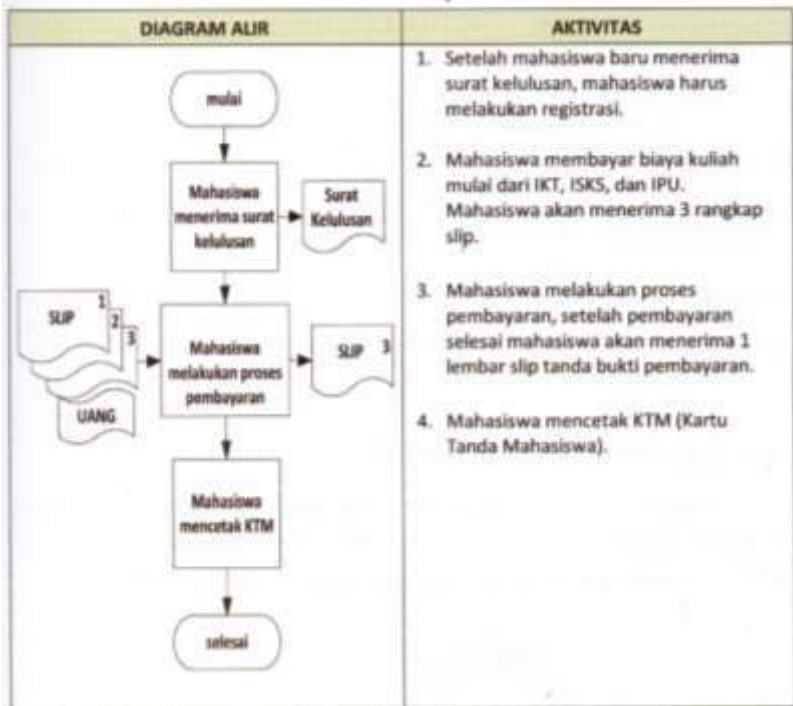 DIAGRAM ALIR
AKTIVITAS
mulai
Mahasiswa
menerima surat
kelulusan
Surat
Kelulusan
SLIP 1
2
3
UANG
Mahasiswa
melakukan proses
pembayaran
SLIP 3
Mahasiswa
mencetak KTM
selesai
1. Setelah mahasiswa baru menerima
surat kelulusan, mahasiswa harus
melakukan registrasi.
2. Mahasiswa membayar biaya kuliah
mulai dari IKT, ISKS, dan IPU.
Mahasiswa akan menerima 3 rangkap
slip.
3. Mahasiswa melakukan proses
pembayaran, setelah pembayaran
selesai mahasiswa akan menerima 1
lembar slip tanda bukti pembayaran.
4. Mahasiswa mencetak KTM (Kartu
Tanda Mahasiswa).